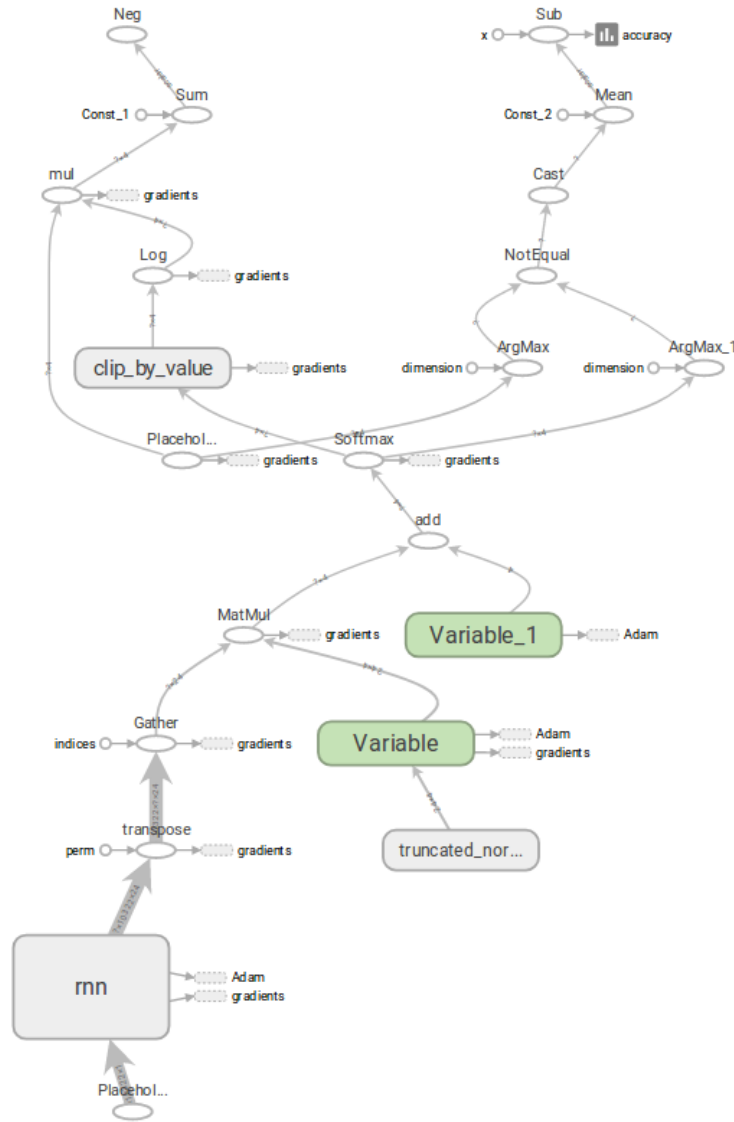 Neg
Sub
x
accuracy
Sum
Mean
Const_1
Const_2
mul
gradients
Cast
Log
gradients
NotEqual
clip_by_value
gradients
ArgMax
dimension
ArgMax_1
dimension
Placehol...
gradients
Softmax
gradients
add
MatMul
gradients
Variable_1
Adam
Gather
indices
gradients
Variable
Adam
gradients
transpose
perm
gradients
truncated_nor...
rnn
Adam
gradients
Placehol...